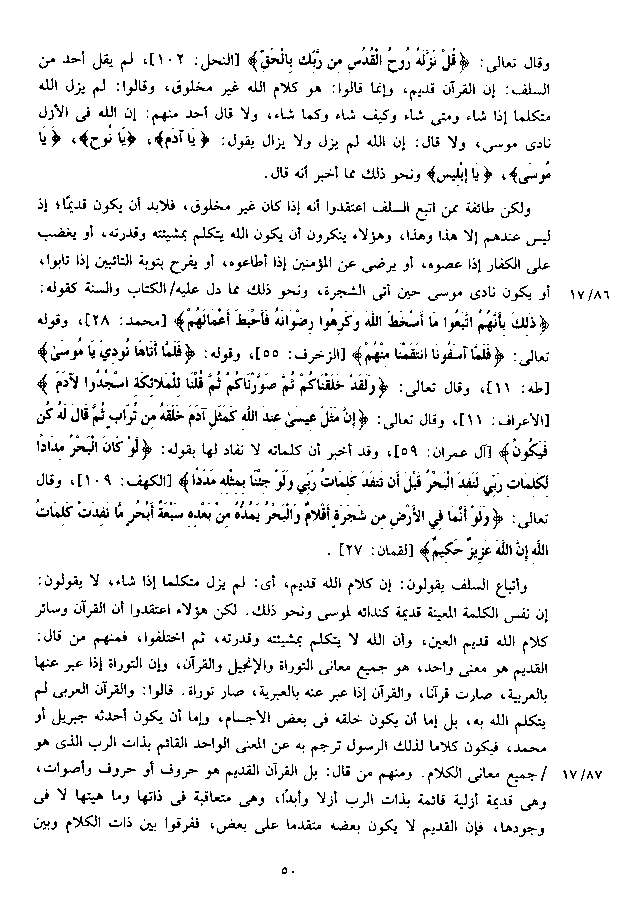 وقال تعالى: ﴿ قُلْ نَزَّلَهُ رُوحُ الْقُدُسِ مِن رَّبِّكَ بِالْحَقِّ﴾ [النحل: ١٠٢]، لم يقل أحد من
السلف: إن القرآن قديم، وإنما قالوا: هو كلام الله غير مخلوق، وقالوا: لم يزل الله
متكلما إذا شاء ومتى شاء وكيف شاء وكما شاء، ولا قال أحد منهم: إن الله فى الأزل
نادى موسى، ولا قال: إن الله لم يزل ولا يزال يقول: ﴿ يَا آدَم﴾، ﴿يَا نُوح﴾، ﴿ يَا
مُوسَى﴾، ﴿ يَا إِبْلِيس﴾ ونحو ذلك مما أخبر أنه قال.
ولكن طائفة ممن اتبع السلف اعتقدوا أنه إذا كان غير مخلوق، فلابد أن يكون قديمًا؛ إذ
ليس عندهم إلا هذا وهذا، وهؤلاء ينكرون أن يكون الله يتكلم بمشيئته وقدرته، أو يغضب
على الكفار إذا عصوه، أو يرضى عن المؤمنين إذا أطاعوه، أو يفرح بتوبة التائبين إذا تابوا،
١٧/٨٦ أو يكون نادى موسى حين أتى الشجرة، ونحو ذلك مما دل عليه/ الكتاب والسنة كقوله:
﴿ ذَلِكَ بِأَنَّهُمُ اتَّبَعُوا مَا أَسْخَطَ اللَّهَ وَكَرِهُوا رِضْوَانَهُ فَأَحْبَطَ أَعْمَالَهُمْ﴾ [محمد: ٢٨]، وقوله
تعالى: ﴿ فَلَمَّا آسَفُونَا انتَقَمْنَا مِنْهُمْ﴾ [الزخرف: ٥٥]، وقوله: ﴿فَلَمَّا أَتَاهَا نُودِيَ يَا مُوسَىٰ﴾
[طه: ١١]، وقال تعالى: ﴿ وَلَقَدْ خَلَقْنَاكُمْ ثُمَّ صَوَّرْنَاكُمْ ثُمَّ قُلْنَا لِلْمَلائِكَةِ اسْجُدُوا لآدَمَ ﴾
[الأعراف: ١١]، وقال تعالى: ﴿ إِنَّ مَثَلَ عِيسَىٰ عِندَ اللَّهِ كَمَثَلِ آدَمَ خَلَقَهُ مِن تُرَابٍ ثُمَّ قَالَ لَهُ كُن
فَيَكُونُ﴾ [آل عمران: ٥٩]، وقد أخبر أن كلماته لا نفاد لها بقوله: ﴿لَوْ كَانَ الْبَحْرُ مِدَادًا
لِكَلِمَاتِ رَبِّي لَنَفِدَ الْبَحْرُ قَبْلَ أَن تَنفَدَ كَلِمَاتُ رَبِّي وَلَوْ جِئْنَا بِمِثْلِهِ مَدَدًا﴾ [الكهف: ١٠٩]، وقال
تعالى: ﴿ وَلَوْ أَنَّمَا فِي الأَرْضِ مِن شَجَرَةٍ أَقْلامٌ وَالْبَحْرُ يَمُدُّهُ مِنْ بَعْدِهِ سَبْعَةُ أَبْحُرٍ مَّا نَفِدَتْ كَلِمَاتُ
اللَّهِ إِنَّ اللَّهَ عَزِيزٌ حَكِيمٌ ﴾ [لقمان: ٢٧] .
وأتباع السلف يقولون: إن كلام الله قديم، أى: لم يزل متكلما إذا شاء، لا يقولون:
إن نفس الكلمة المعينة قديمة كندائه لموسى ونحو ذلك. لكن هؤلاء اعتقدوا أن القرآن وسائر
كلام الله قديم العين، وأن الله لا يتكلم بمشيئته وقدرته، ثم اختلفوا، فمنهم من قال:
القديم هو معنى واحد، هو جميع معانى التوراة والإنجيل والقرآن، وإن التوراة إذا عبر عنها
بالعربية، صارت قرآنا، والقرآن إذا عبر عنه بالعبرية، صار توراة. قالوا: والقرآن العربى لم
يتكلم الله به، بل إما أن يكون خلقه فى بعض الأجسام، وإما أن يكون أحدثه جبريل أو
محمد، فيكون كلاما لذلك الرسول ترجم به عن المعنى الواحد القائم بذات الرب الذى هو
١٧/٨٧ / جميع معانى الكلام. ومنهم من قال: بل القرآن القديم هو حروف أو حروف وأصوات،
وهى قديمة أزلية قائمة بذات الرب أزلا وأبدًا، وهى متعاقبة فى ذاتها وما هيتها لا فى
وجودها، فإن القديم لا يكون بعضه متقدما على بعض، ففرقوا بين ذات الكلام وبين
٥٠